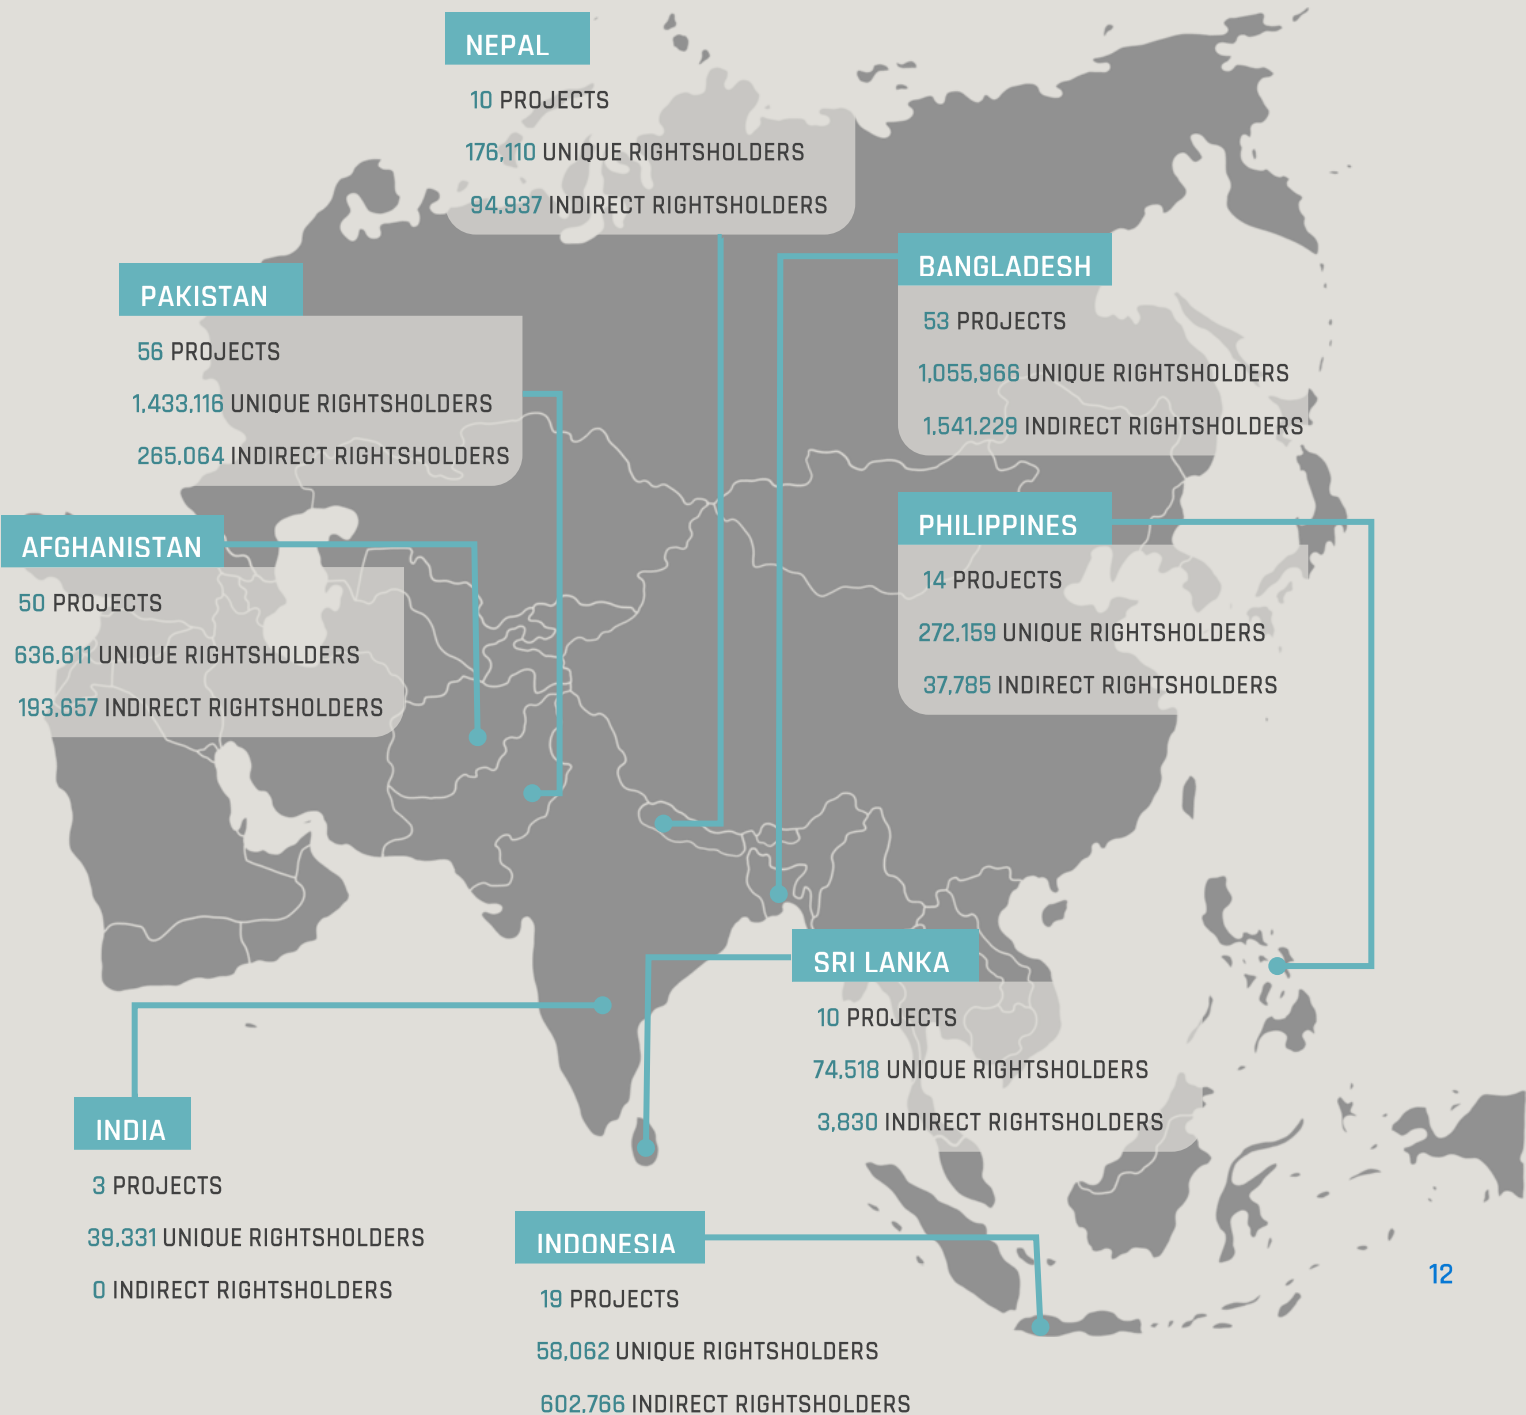 NEPAL
10 PROJECTS
176,110 UNIQUE RIGHTSHOLDERS
94,937 INDIRECT RIGHTSHOLDERS
PAKISTAN
56 PROJECTS
1,433,116 UNIQUE RIGHTSHOLDERS
265,064 INDIRECT RIGHTSHOLDERS
BANGLADESH
53 PROJECTS
1,055,966 UNIQUE RIGHTSHOLDERS
1,541,229 INDIRECT RIGHTSHOLDERS
AFGHANISTAN
50 PROJECTS
636,611 UNIQUE RIGHTSHOLDERS
193,657 INDIRECT RIGHTSHOLDERS
PHILIPPINES
14 PROJECTS
272,159 UNIQUE RIGHTSHOLDERS
37,785 INDIRECT RIGHTSHOLDERS
SRI LANKA
10 PROJECTS
74,518 UNIQUE RIGHTSHOLDERS
3,830 INDIRECT RIGHTSHOLDERS
INDIA
3 PROJECTS
39,331 UNIQUE RIGHTSHOLDERS
0 INDIRECT RIGHTSHOLDERS
INDONESIA
19 PROJECTS
58,062 UNIQUE RIGHTSHOLDERS
602,766 INDIRECT RIGHTSHOLDERS
12